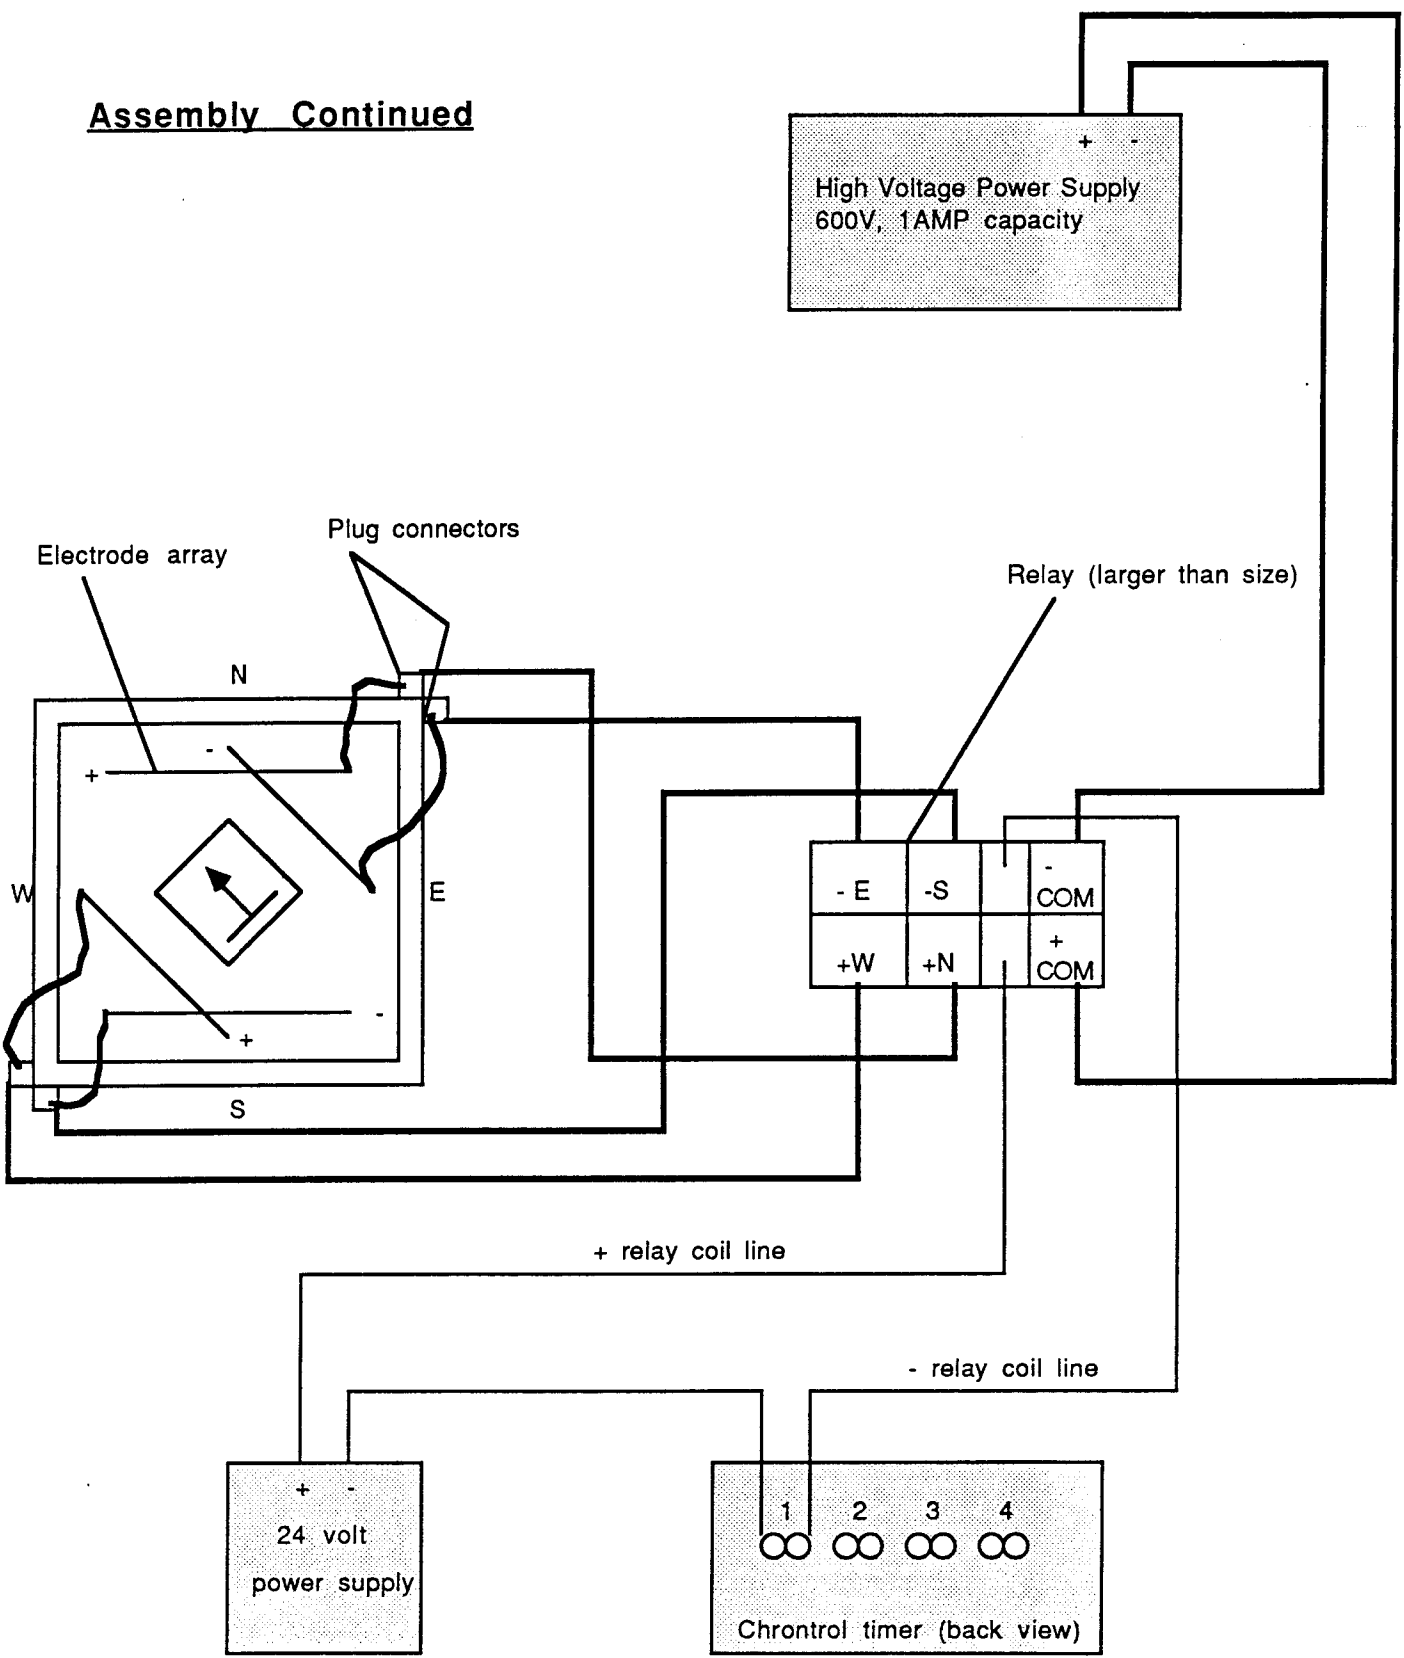 Assembly Continued
+ -
High Voltage Power Supply
600V, 1AMP capacity
Plug connectors
Electrode array
Relay (larger than size)
N
-
+
W
E
- E
-S
-
COM
+W
+N
+
COM
-
+
S
+ relay coil line
- relay coil line
+ -
24 volt
power supply
1 2 3 4
Chrontrol timer (back view)